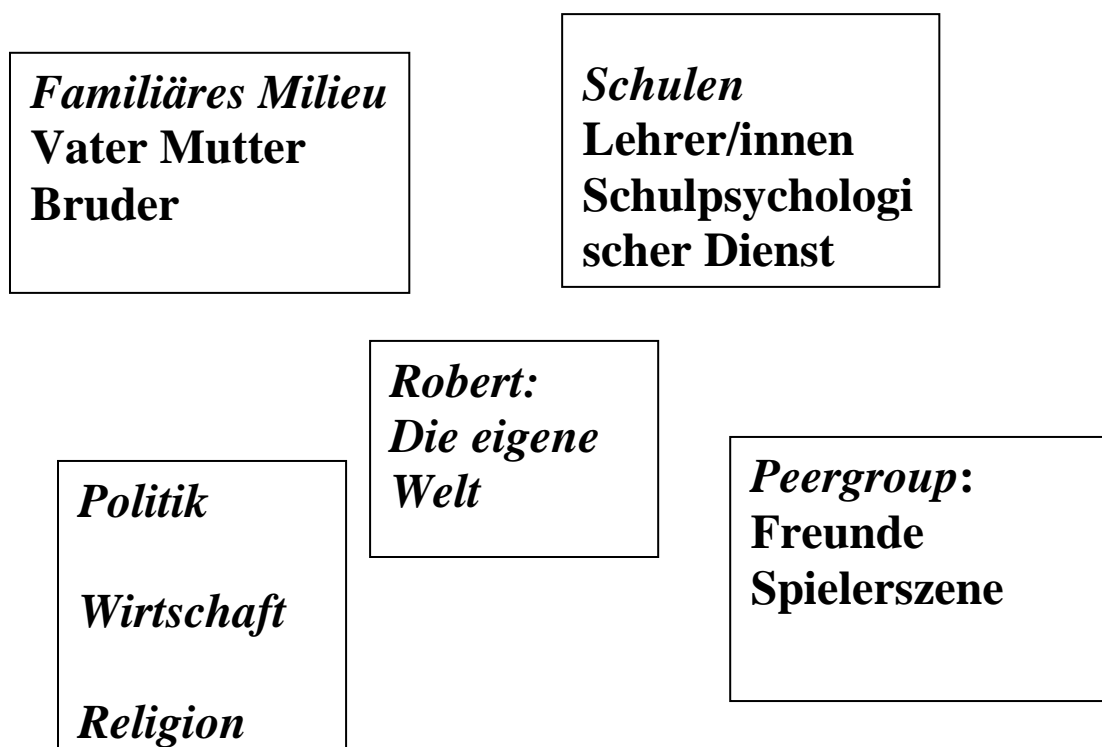 Familiäres Milieu
Vater Mutter
Bruder
Schulen
Lehrer/innen
Schulpsychologi
scher Dienst
Robert:
Die eigene
Welt
Politik
Wirtschaft
Religion
Peergroup:
Freunde
Spielerszene